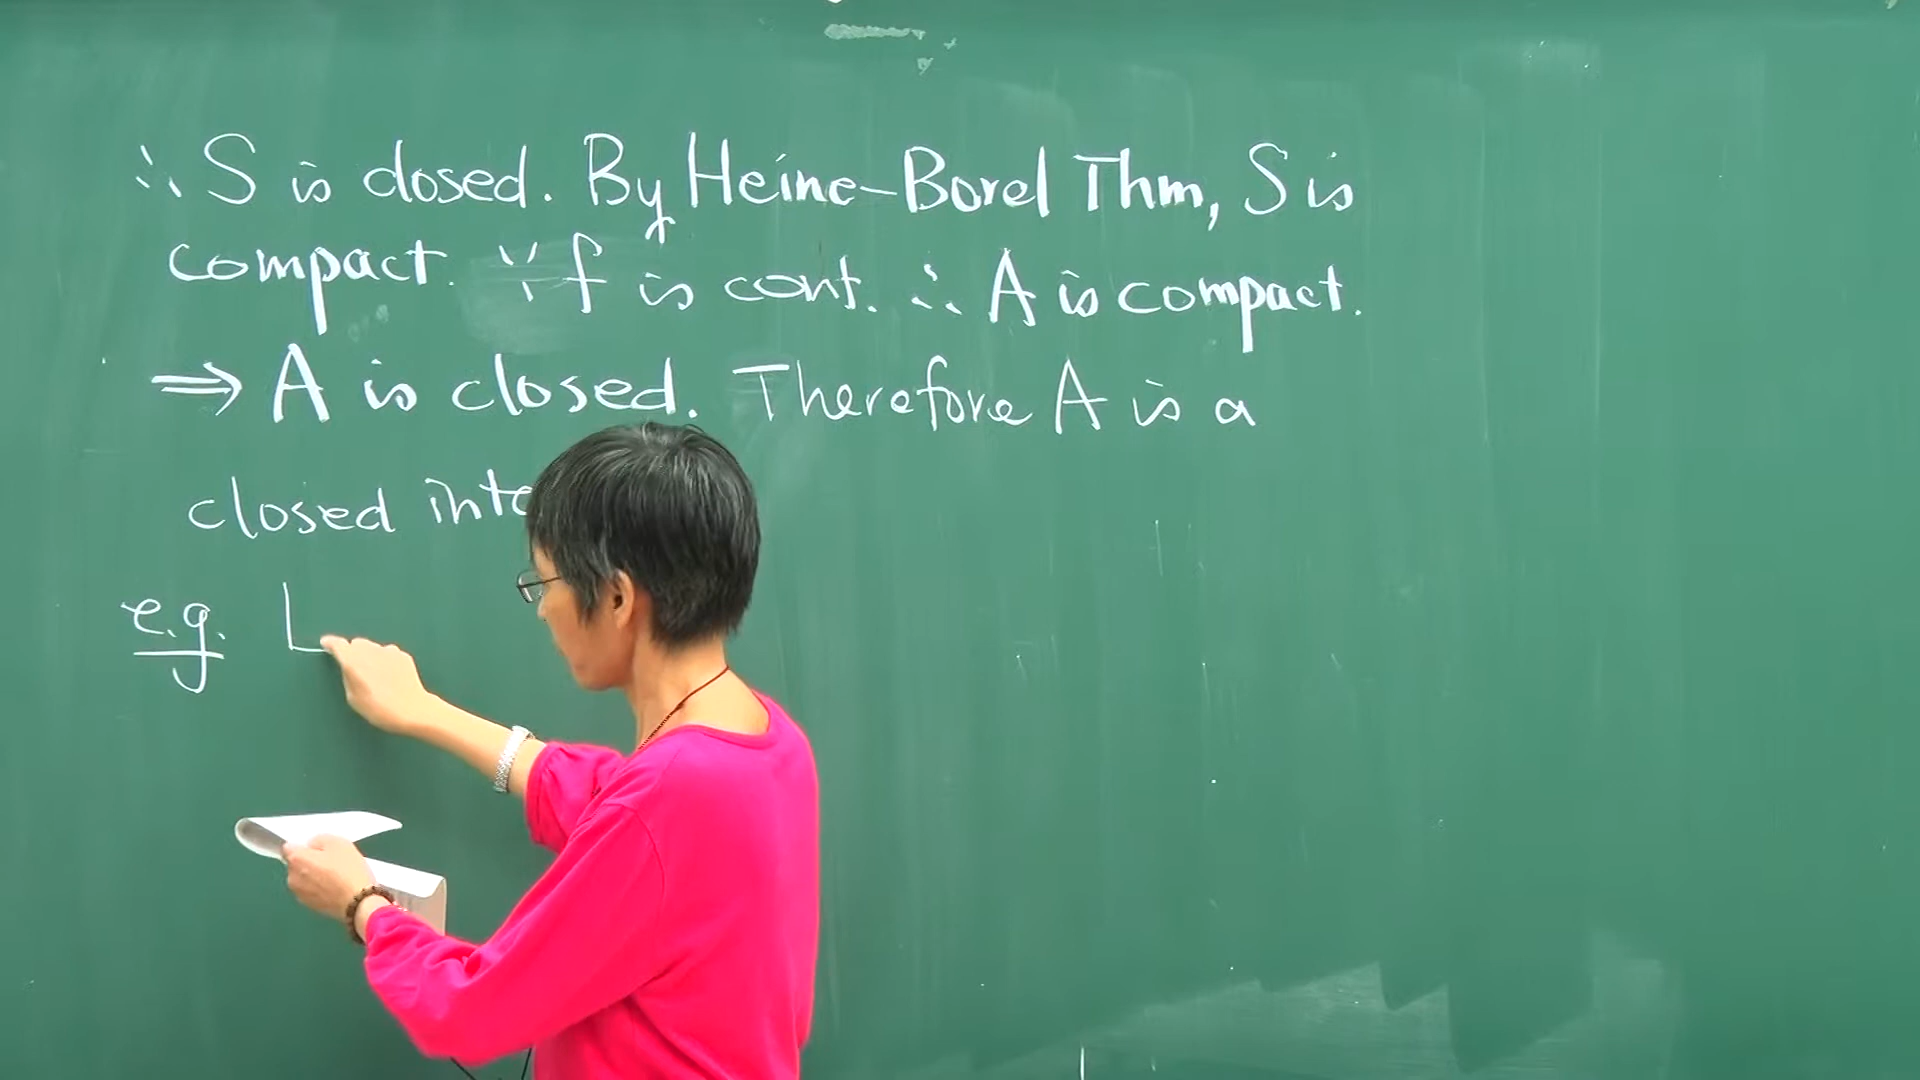 ∴ S is closed. By Heine-Borel Thm, S is
compact. ∵ f is cont. ∴ A is compact.
⇒ A is closed. Therefore A is a
closed inte
e.g. L